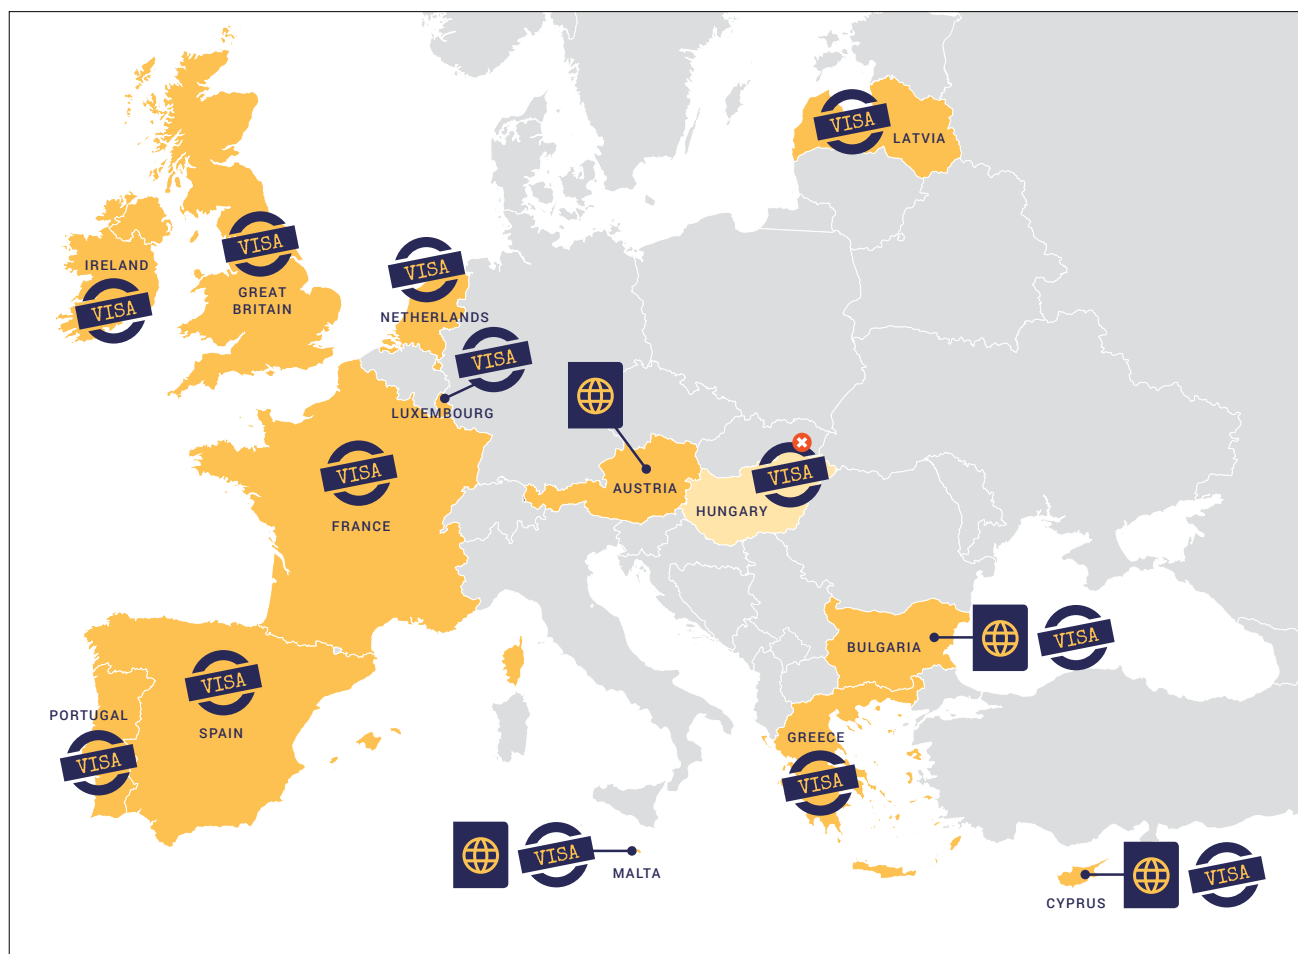 VISA
LATVIA
VISA
IRELAND
VISA
GREAT
BRITAIN
VISA
NETHERLANDS
VISA
LUXEMBOURG
VISA
FRANCE
AUSTRIA
VISA
HUNGARY
BULGARIA
VISA
VISA
SPAIN
PORTUGAL
VISA
GREECE
VISA
VISA
MALTA
VISA
CYPRUS